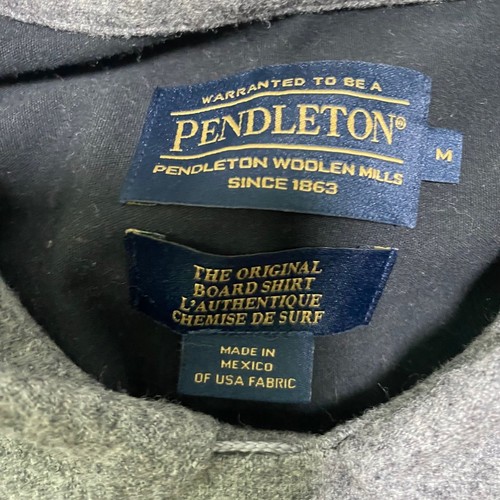 WARRANTED TO BE A
PENDLETON®
PENDLETON WOOLEN MILLS
SINCE 1863
M
THE ORIGINAL
BOARD SHIRT
L'AUTHENTIQUE
CHEMISE DE SURF
MADE IN
MEXICO
OF USA FABRIC